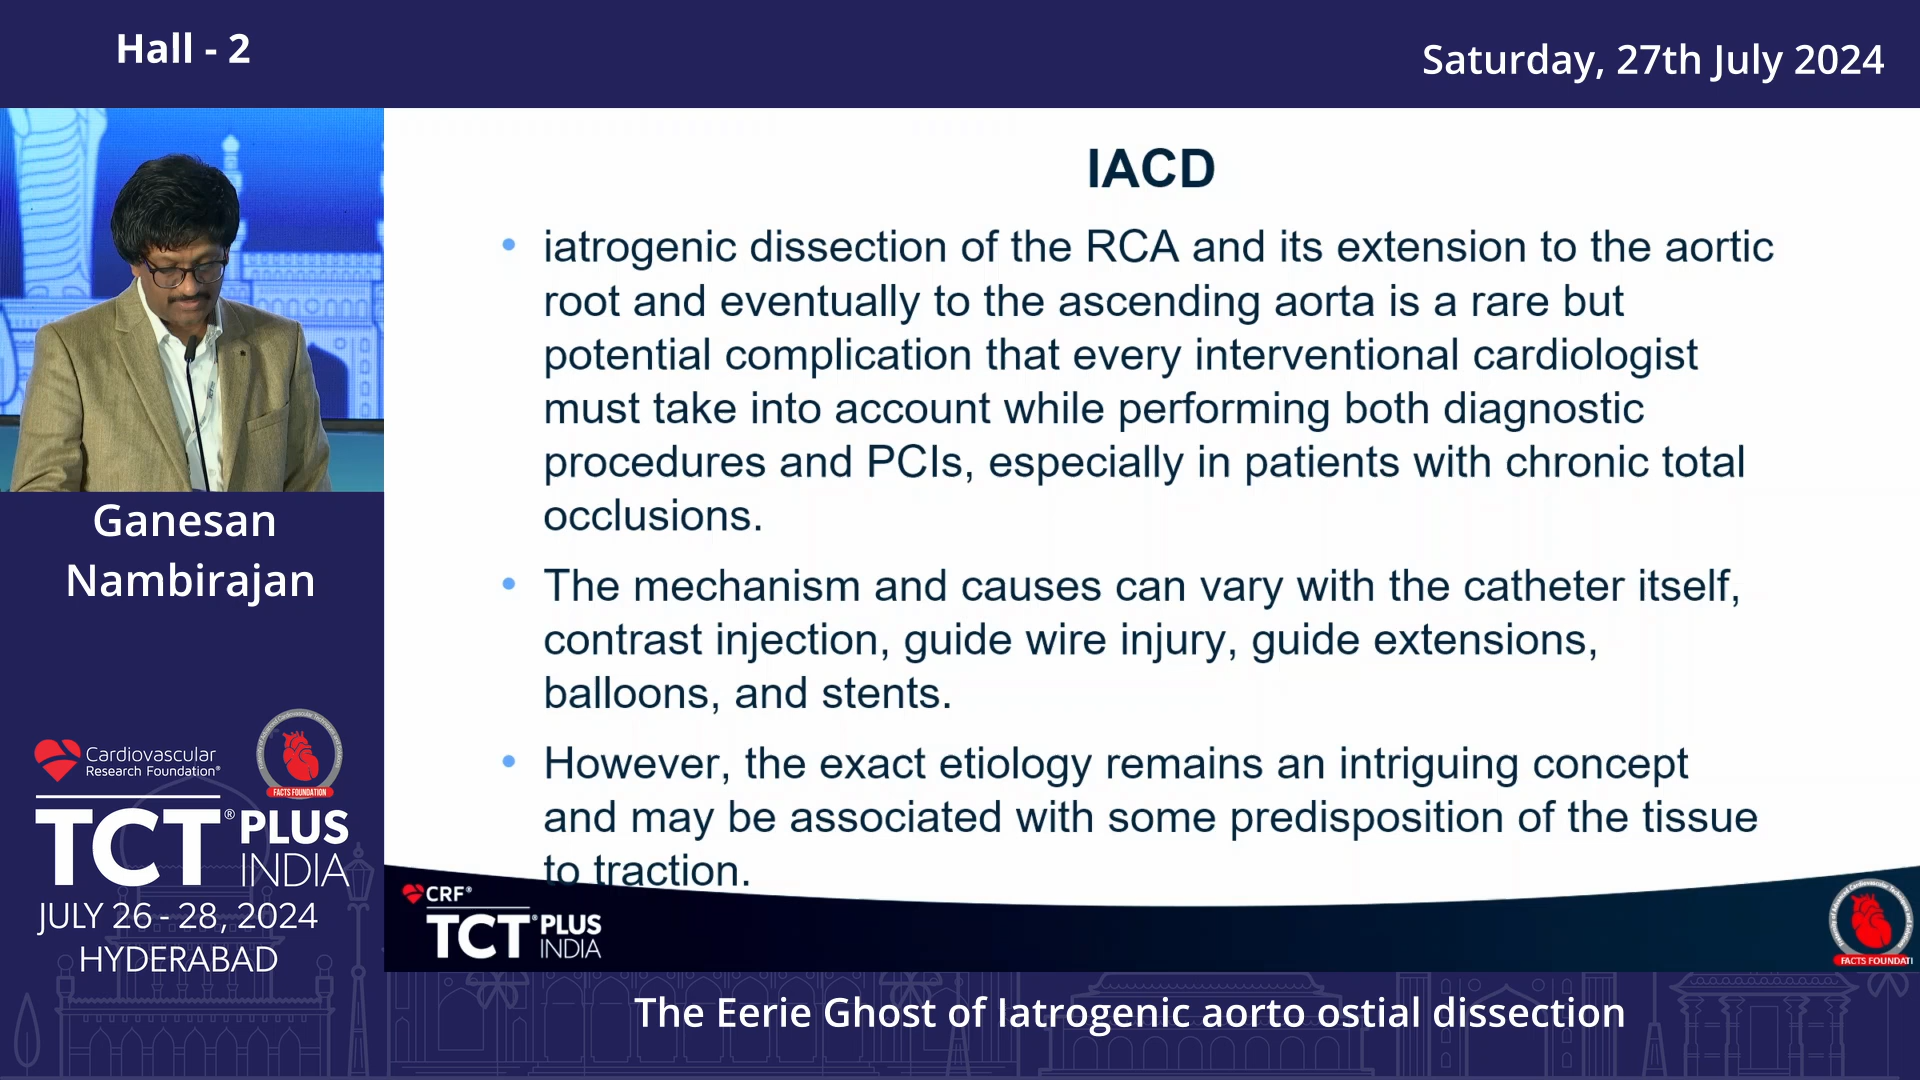 Hall - 2
Saturday, 27th July 2024
IACD
• iatrogenic dissection of the RCA and its extension to the aortic
root and eventually to the ascending aorta is a rare but
potential complication that every interventional cardiologist
must take into account while performing both diagnostic
procedures and PCIs, especially in patients with chronic total
occlusions.
• The mechanism and causes can vary with the catheter itself,
contrast injection, guide wire injury, guide extensions,
balloons, and stents.
• However, the exact etiology remains an intriguing concept
and may be associated with some predisposition of the tissue
to traction.
Ganesan
Nambirajan
Cardiovascular
Research Foundation®
FACTS FOUNDATION
TCT® PLUS
INDIA
JULY 26 - 28, 2024
HYDERABAD
CRF®
TCT® PLUS
INDIA
FACTS FOUNDATI
The Eerie Ghost of Iatrogenic aorto ostial dissection